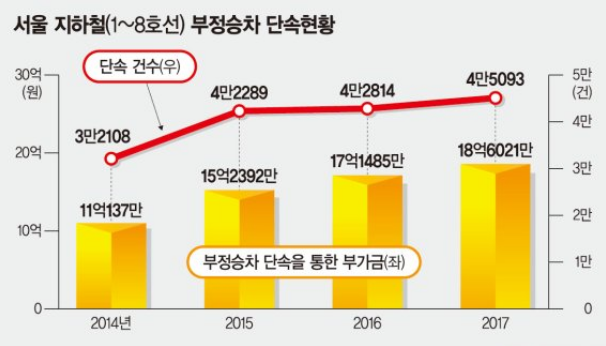 서울 지하철(1~8호선) 부정승차 단속현황
30억
(원)
단속 건수(우)
5만
(건)
3만2108
4만2289
4만2814
4만5093
4만
20억
3만
11억137만
15억2392만
17억1485만
18억6021만
10억
2만
부정승차 단속을 통한 부가금(좌)
1만
0
0
2014년
2015
2016
2017